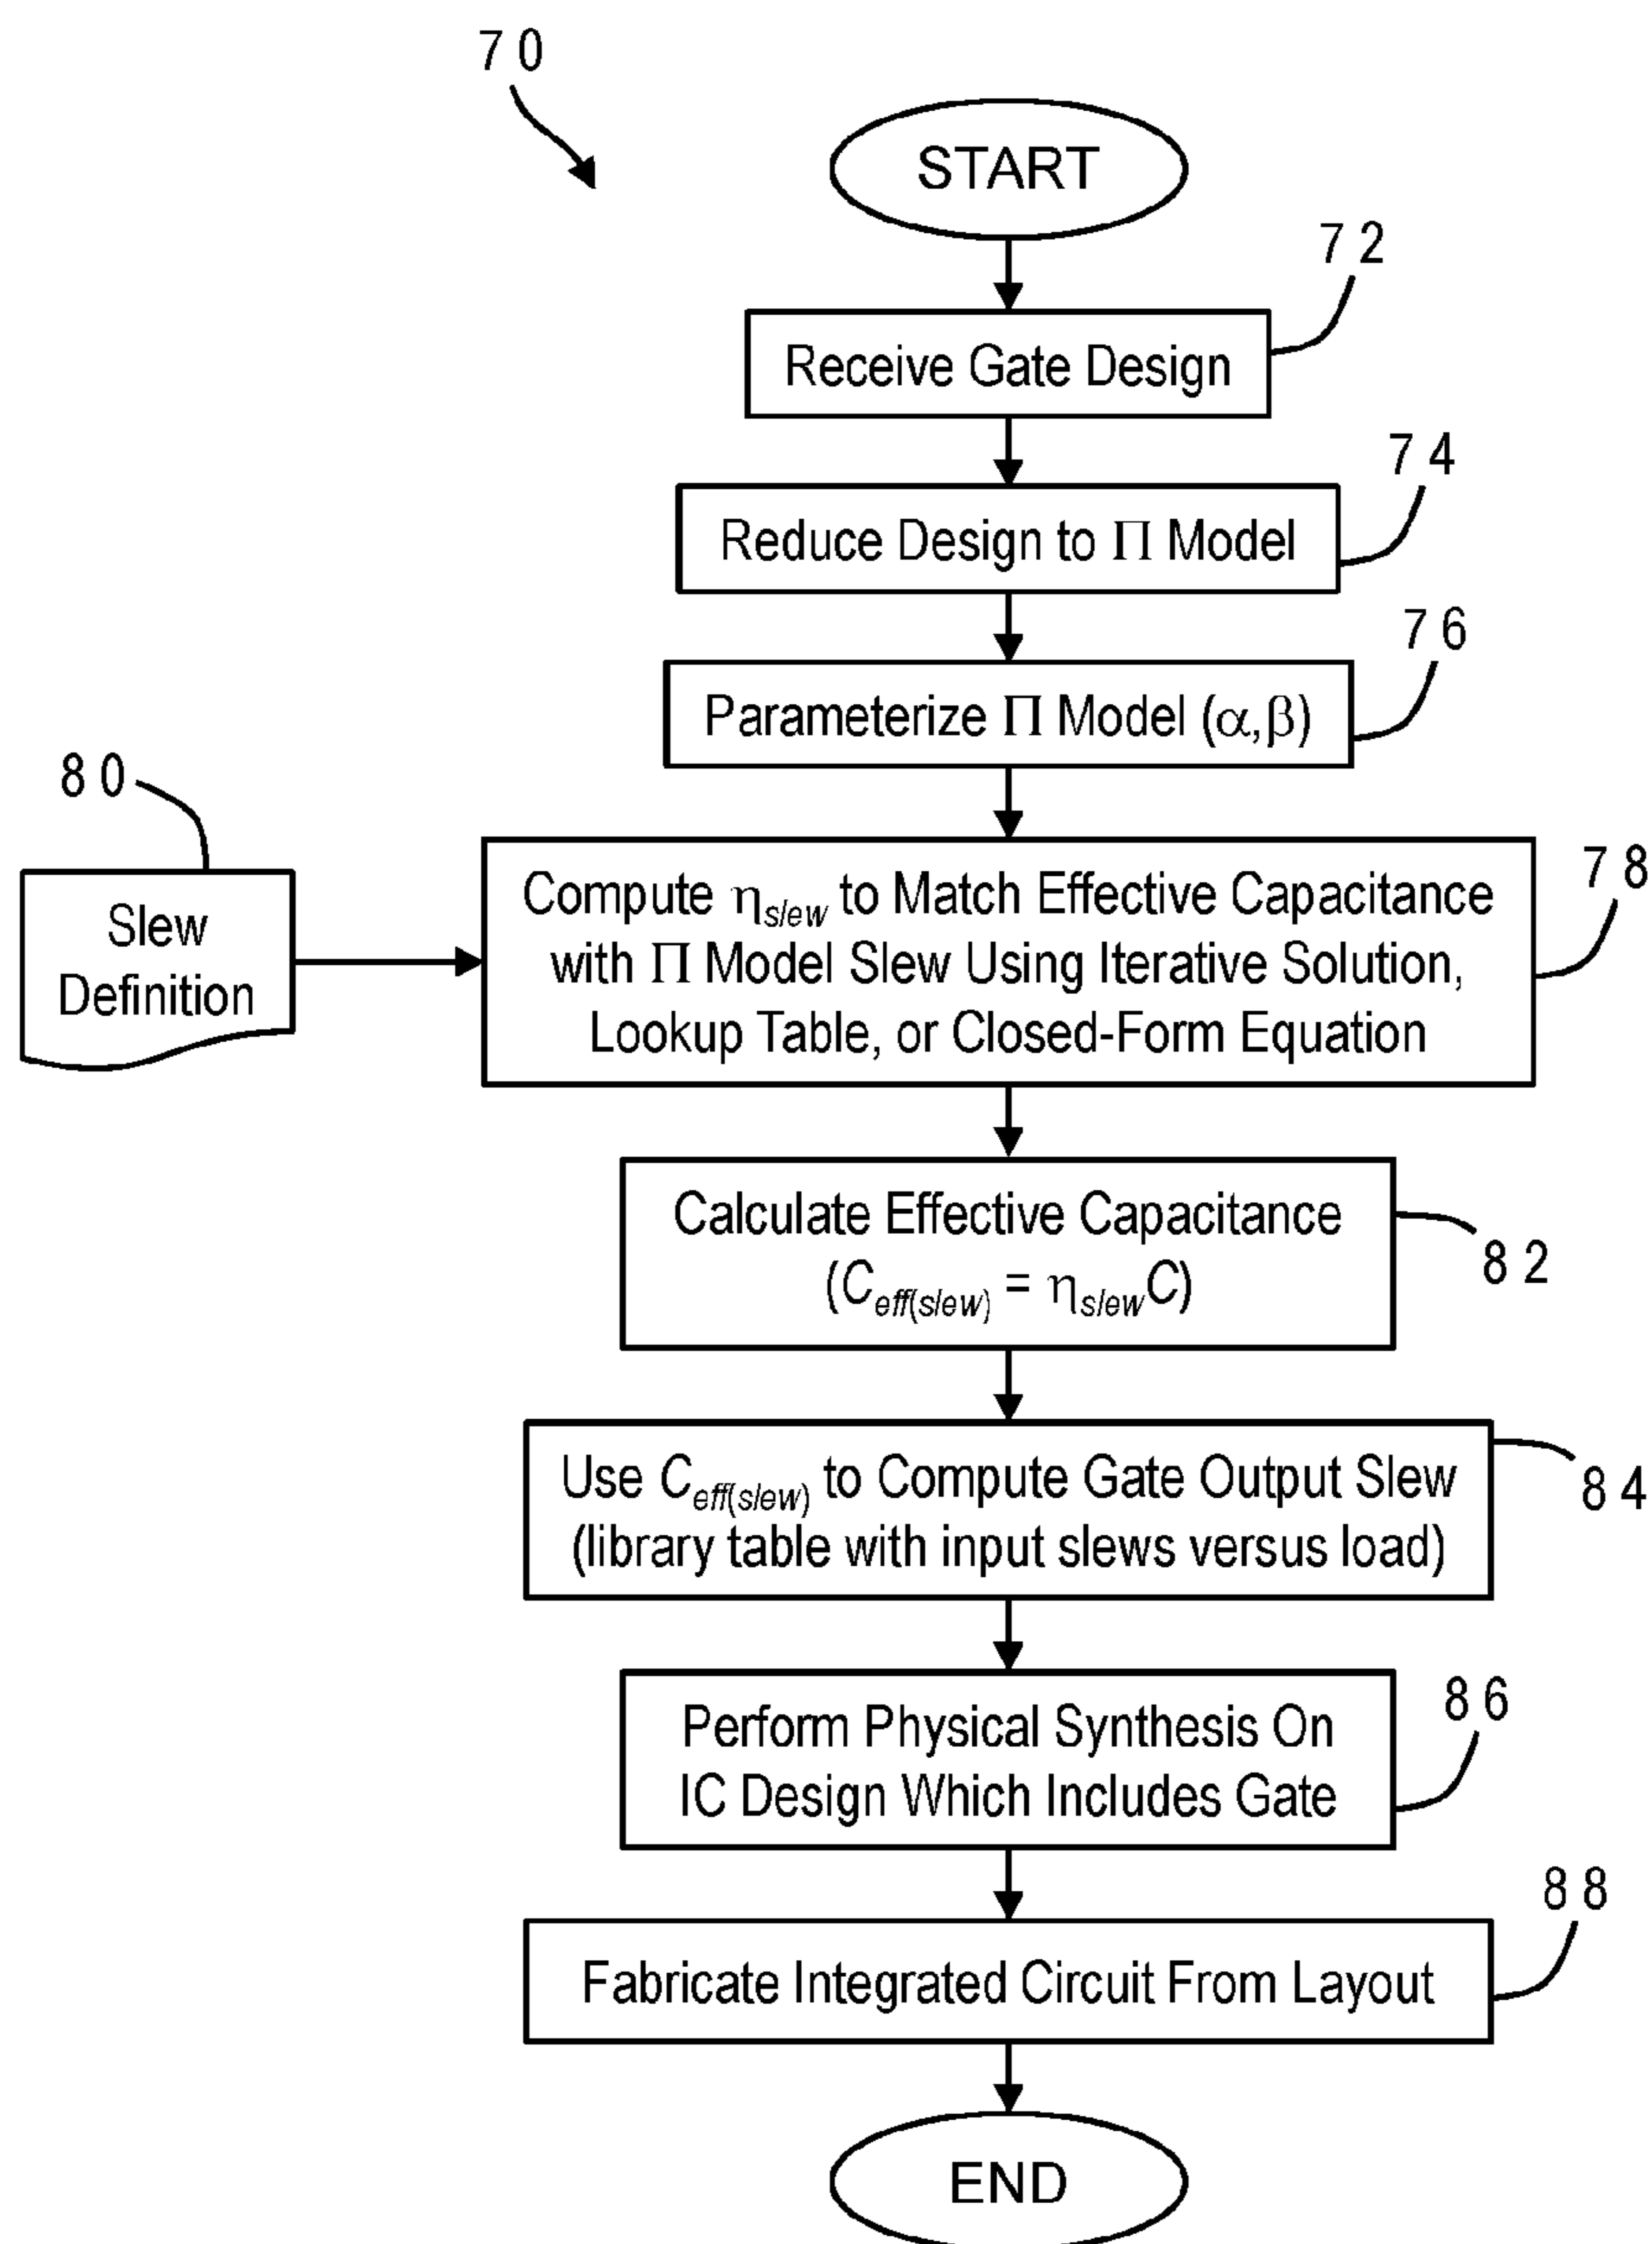 70
START
72
Receive Gate Design
74
Reduce Design to Π Model
76
Parameterize Π Model (α,β)
80
Slew
Definition
78
Compute ηslew to Match Effective Capacitance
with Π Model Slew Using Iterative Solution,
Lookup Table, or Closed-Form Equation
Calculate Effective Capacitance
(Ceff(slew) = ηslewC)
82
Use Ceff(slew) to Compute Gate Output Slew
(library table with input slews versus load)
84
86
Perform Physical Synthesis On
IC Design Which Includes Gate
88
Fabricate Integrated Circuit From Layout
END